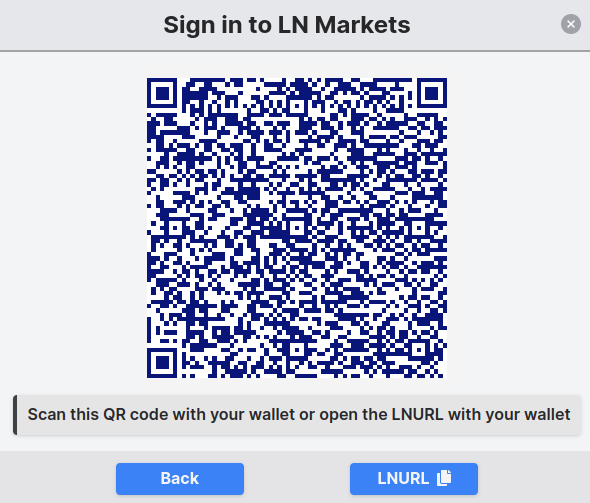 Sign in to LN Markets
Scan this QR code with your wallet or open the LNURL with your wallet
Back
LNURL